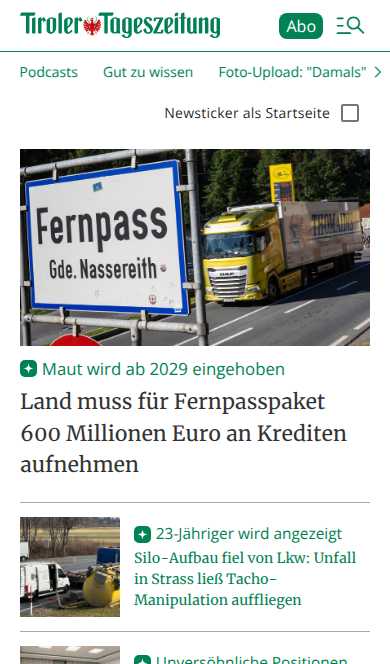 Tiroler Tageszeitung
Abo
Podcasts Gut zu wissen Foto-Upload: "Damals"
Newsticker als Startseite
Fernpass
Gde. Nassereith
Maut wird ab 2029 eingehoben
Land muss für Fernpasspaket
600 Millionen Euro an Krediten
aufnehmen
23-Jähriger wird angezeigt
Silo-Aufbau fiel von Lkw: Unfall
in Strass ließ Tacho-
Manipulation auffliegen
Unversöhnliche Positionen